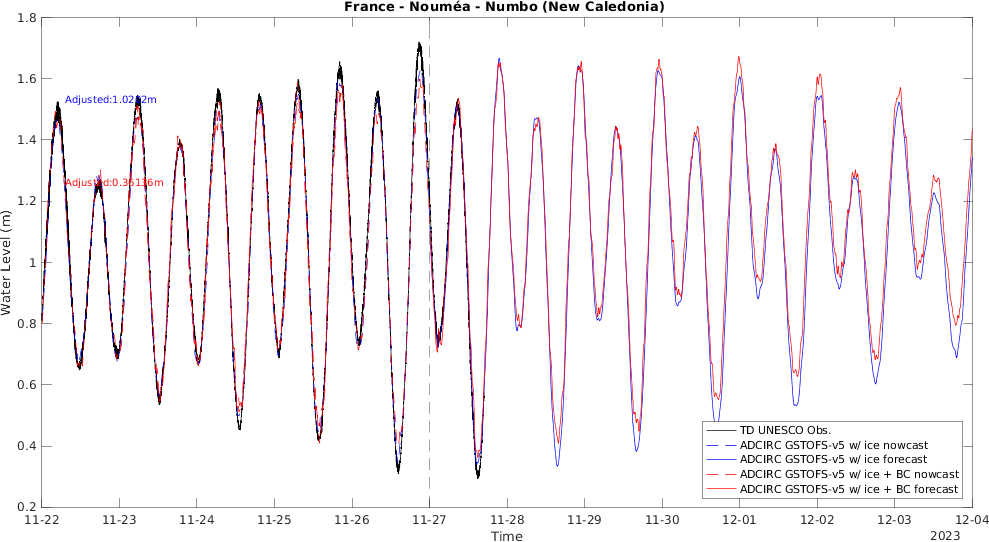 France - Nouméa - Numbo (New Caledonia)
1.8
1.6
1.4
1.2
1
0.8
0.6
0.4
0.2
Water Level (m)
Adjusted:1.0232m
Adjusted:0.35136m
TD UNESCO Obs.
ADCIRC GSTOFS-v5 w/ ice nowcast
ADCIRC GSTOFS-v5 w/ ice forecast
ADCIRC GSTOFS-v5 w/ ice + BC nowcast
ADCIRC GSTOFS-v5 w/ ice + BC forecast
11-22 11-23 11-24 11-25 11-26 11-27 11-28 11-29 11-30 12-01 12-02 12-03 12-04
Time
2023